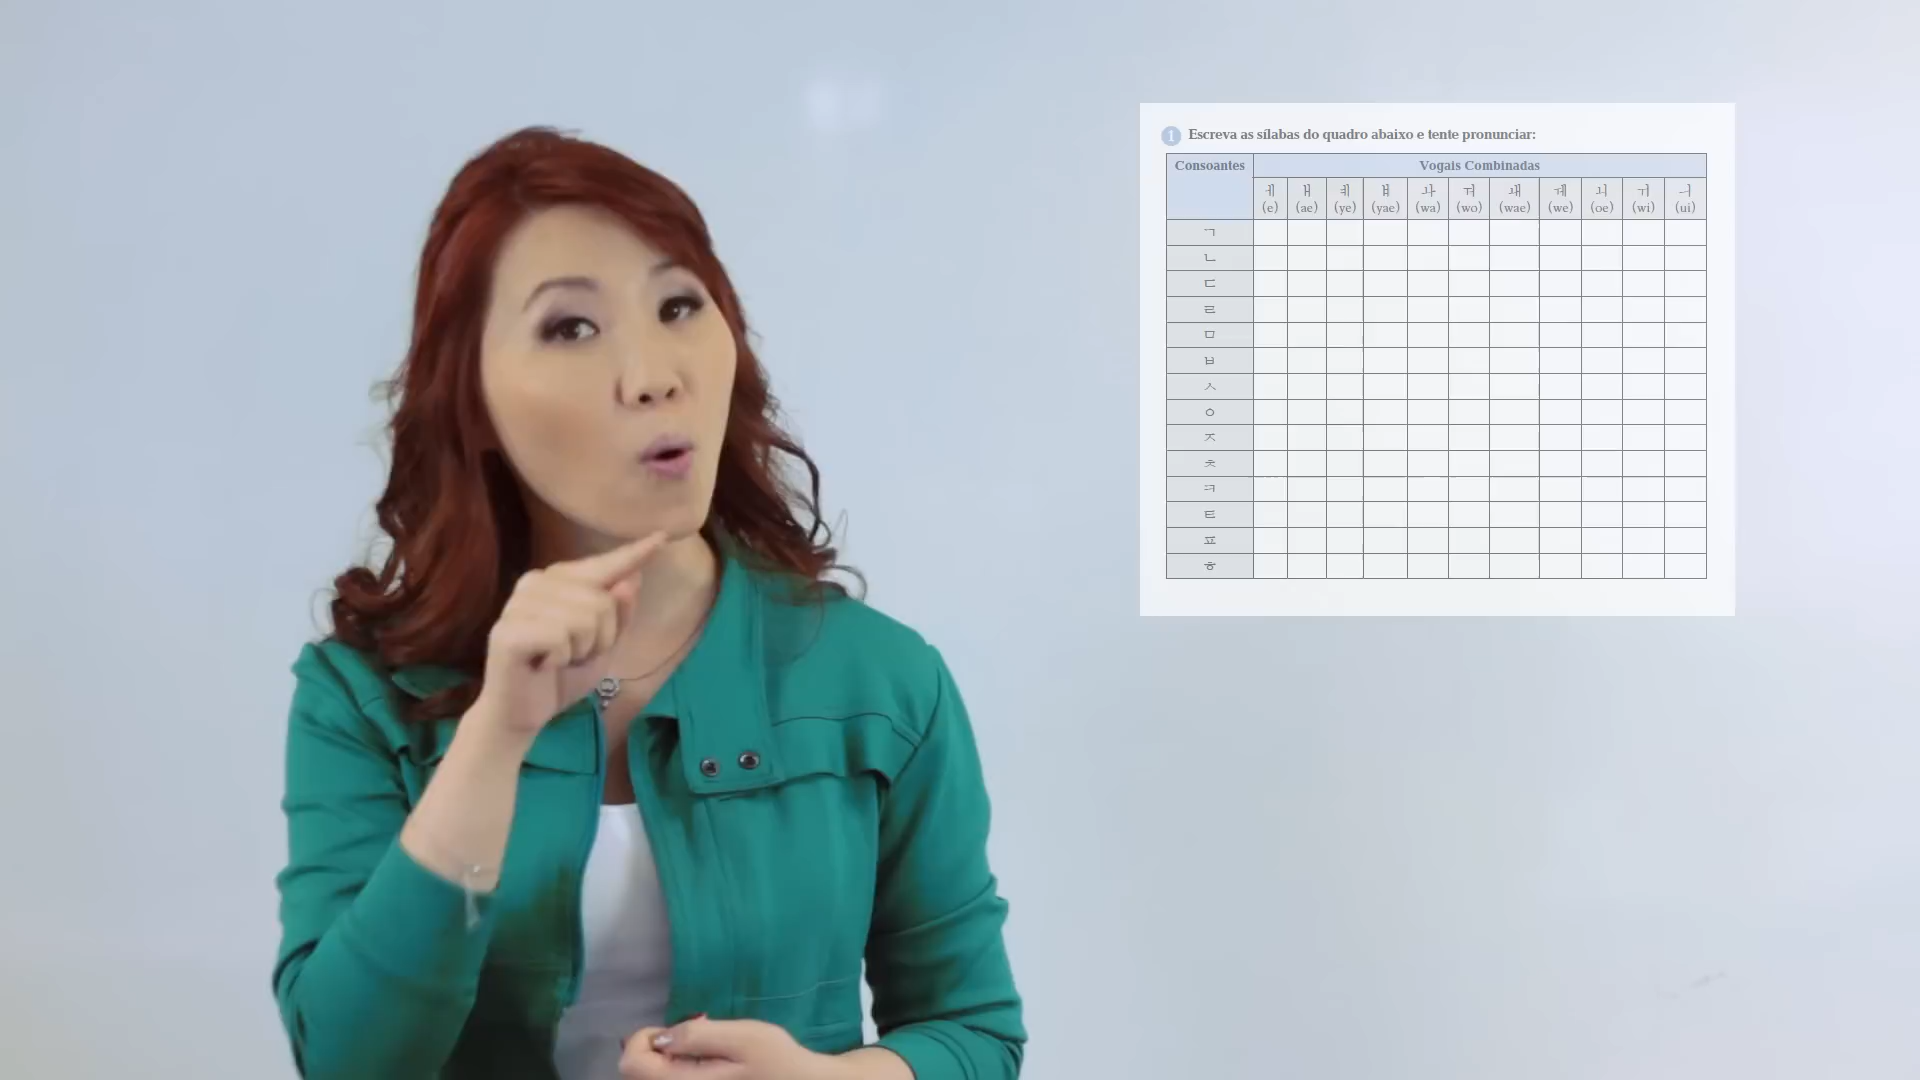 1 Escreva as sílabas do quadro abaixo e tente pronunciar:
Consoantes Vogais Combinadas
ㅔ ㅐ ㅖ ㅒ ㅘ ㅝ ㅙ ㅞ ㅚ ㅟ ㅢ
(e) (ae) (ye) (yae) (wa) (wo) (wae) (we) (oe) (wi) (ui)
ㄱ
ㄴ
ㄷ
ㄹ
ㅁ
ㅂ
ㅅ
ㅇ
ㅈ
ㅊ
ㅋ
ㅌ
ㅍ
ㅎ